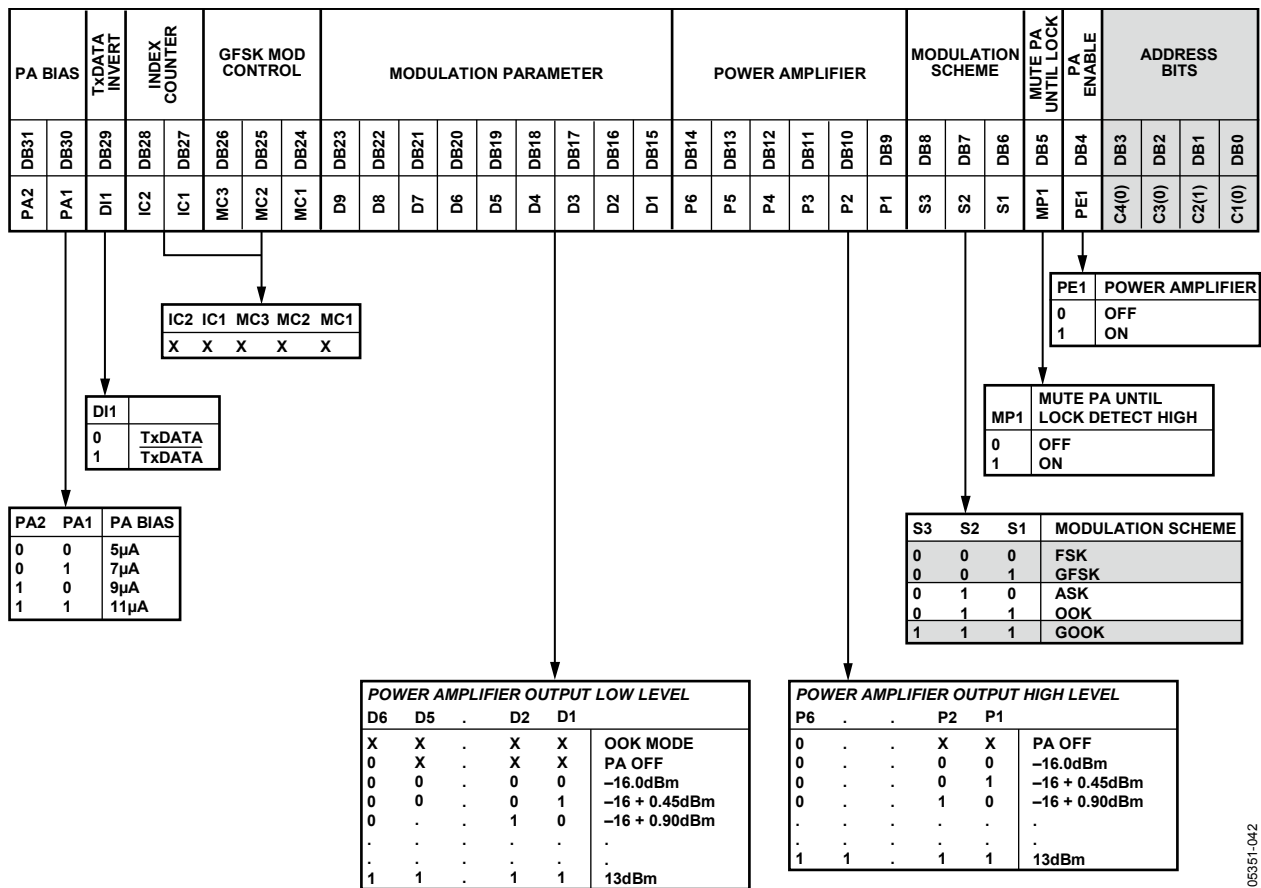 PA BIAS
TxDATA
INVERT
INDEX
COUNTER
GFSK MOD
CONTROL
MODULATION PARAMETER
POWER AMPLIFIER
MODULATION
SCHEME
MUTE PA
UNTIL LOCK
PA
ENABLE
ADDRESS
BITS
DB31 DB30 DB29 DB28 DB27 DB26 DB25 DB24 DB23 DB22 DB21 DB20 DB19 DB18 DB17 DB16 DB15 DB14 DB13 DB12 DB11 DB10 DB9 DB8 DB7 DB6 DB5 DB4 DB3 DB2 DB1 DB0
PA2 PA1 DI1 IC2 IC1 MC3 MC2 MC1 D9 D8 D7 D6 D5 D4 D3 D2 D1 P6 P5 P4 P3 P2 P1 S3 S2 S1 MP1 PE1 C4(0) C3(0) C2(1) C1(0)
PE1 POWER AMPLIFIER
0 OFF
1 ON
IC2 IC1 MC3 MC2 MC1
X X X X X
MUTE PA UNTIL
MP1 LOCK DETECT HIGH
0 OFF
1 ON
DI1
0 TxDATA
1 TxDATA
PA2 PA1 PA BIAS
0 0 5µA
0 1 7µA
1 0 9µA
1 1 11µA
S3 S2 S1 MODULATION SCHEME
0 0 0 FSK
0 0 1 GFSK
0 1 0 ASK
0 1 1 OOK
1 1 1 GOOK
POWER AMPLIFIER OUTPUT LOW LEVEL
D6 D5 . D2 D1
X X . X X OOK MODE
0 X . X X PA OFF
0 0 . 0 0 –16.0dBm
0 0 . 0 1 –16 + 0.45dBm
0 . . 1 0 –16 + 0.90dBm
. . . . . .
. . . . . .
1 1 . 1 1 13dBm
POWER AMPLIFIER OUTPUT HIGH LEVEL
P6 . . P2 P1
0 . . X X PA OFF
0 . . 0 0 –16.0dBm
0 . . 0 1 –16 + 0.45dBm
0 . . 1 0 –16 + 0.90dBm
. . . . . .
. . . . . .
1 1 . 1 1 13dBm
05351-042